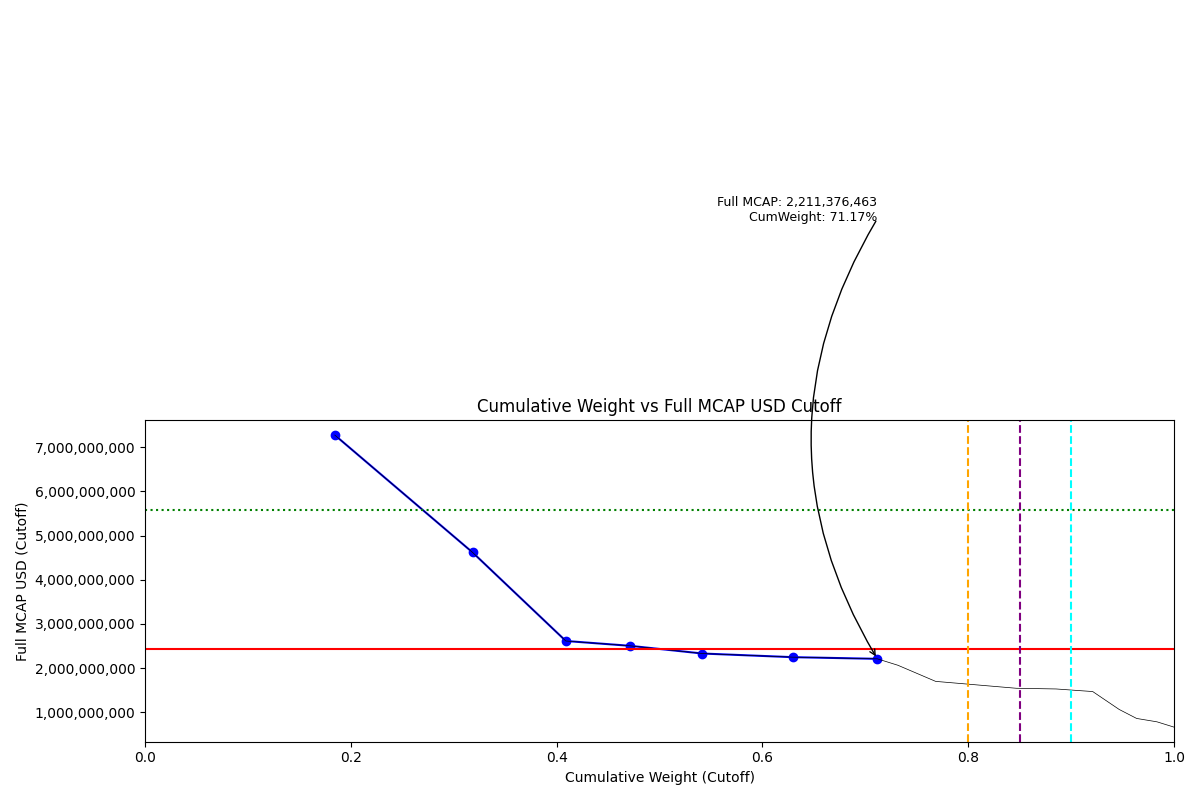 Full MCAP: 2,211,376,463
CumWeight: 71.17%
Cumulative Weight vs Full MCAP USD Cutoff
Full MCAP USD (Cutoff)
7,000,000,000
6,000,000,000
5,000,000,000
4,000,000,000
3,000,000,000
2,000,000,000
1,000,000,000
0.0
0.2
0.4
0.6
0.8
1.0
Cumulative Weight (Cutoff)